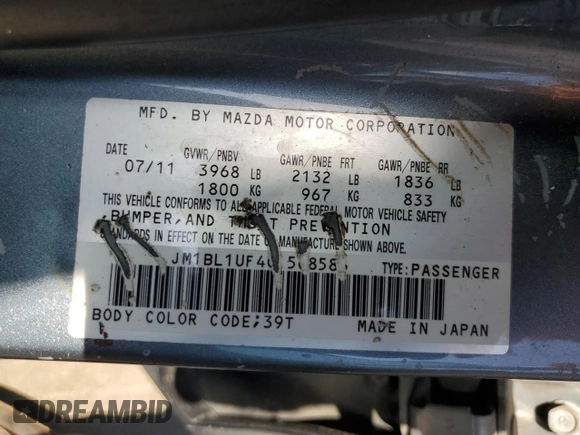 MFD. BY MAZDA MOTOR CORPORATION
DATE GVWR/PNBV GAWR/PNBE FRT GAWR/PNBE RR
07/11 3968 LB 2132 LB 1836 LB
1800 KG 967 KG 833 KG
THIS VEHICLE CONFORMS TO ALL APPLICABLE FEDERAL MOTOR VEHICLE SAFETY
,BUMPER,AND PREVENTION
STANDARDS IN EFFECT ON THE DATE OF MANUFACTURE SHOWN ABOVE.
TYPE:PASSENGER
BODY COLOR CODE;39T MADE IN JAPAN
DREAMBID